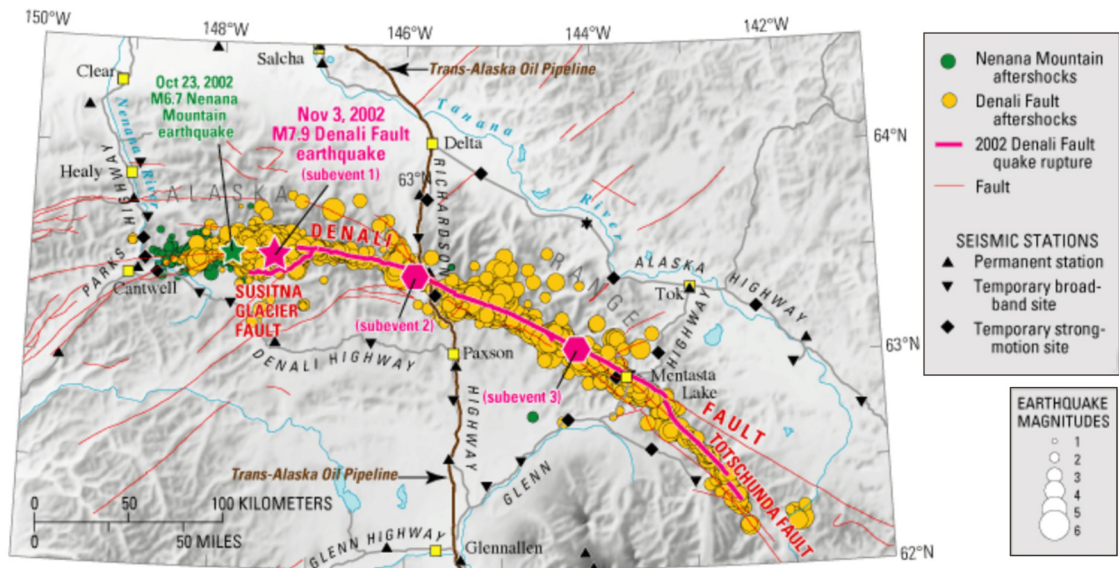 150°W
148°W
146°W
144°W
142°W
Salcha
Clear
Trans-Alaska Oil Pipeline
Oct 23, 2002
M6.7 Nenana
Mountain
earthquake
Nov 3, 2002
M7.9 Denali Fault
earthquake
(subevent 1)
Nenana River
Tanana
River
64°N
Delta
Healy
63°N
ALASKA
RANGE
DENALI
RICHARDSON
HIGHWAY
PARKS HIGHWAY
Cantwell
SUSITNA
GLACIER
FAULT
(subevent 2)
ALASKA HIGHWAY
Tok
HIGHWAY
DENALI HIGHWAY
Paxson
63°N
(subevent 3)
Mentasta
Lake
FAULT
TOTSCHUNDA FAULT
Trans-Alaska Oil Pipeline
GLENN
0 50 100 KILOMETERS
0 50 MILES
GLENN HIGHWAY
Glennallen
62°N
Nenana Mountain
aftershocks
Denali Fault
aftershocks
2002 Denali Fault
quake rupture
Fault
SEISMIC STATIONS
Permanent station
Temporary broad-
band site
Temporary strong-
motion site
EARTHQUAKE
MAGNITUDES
1
2
3
4
5
6